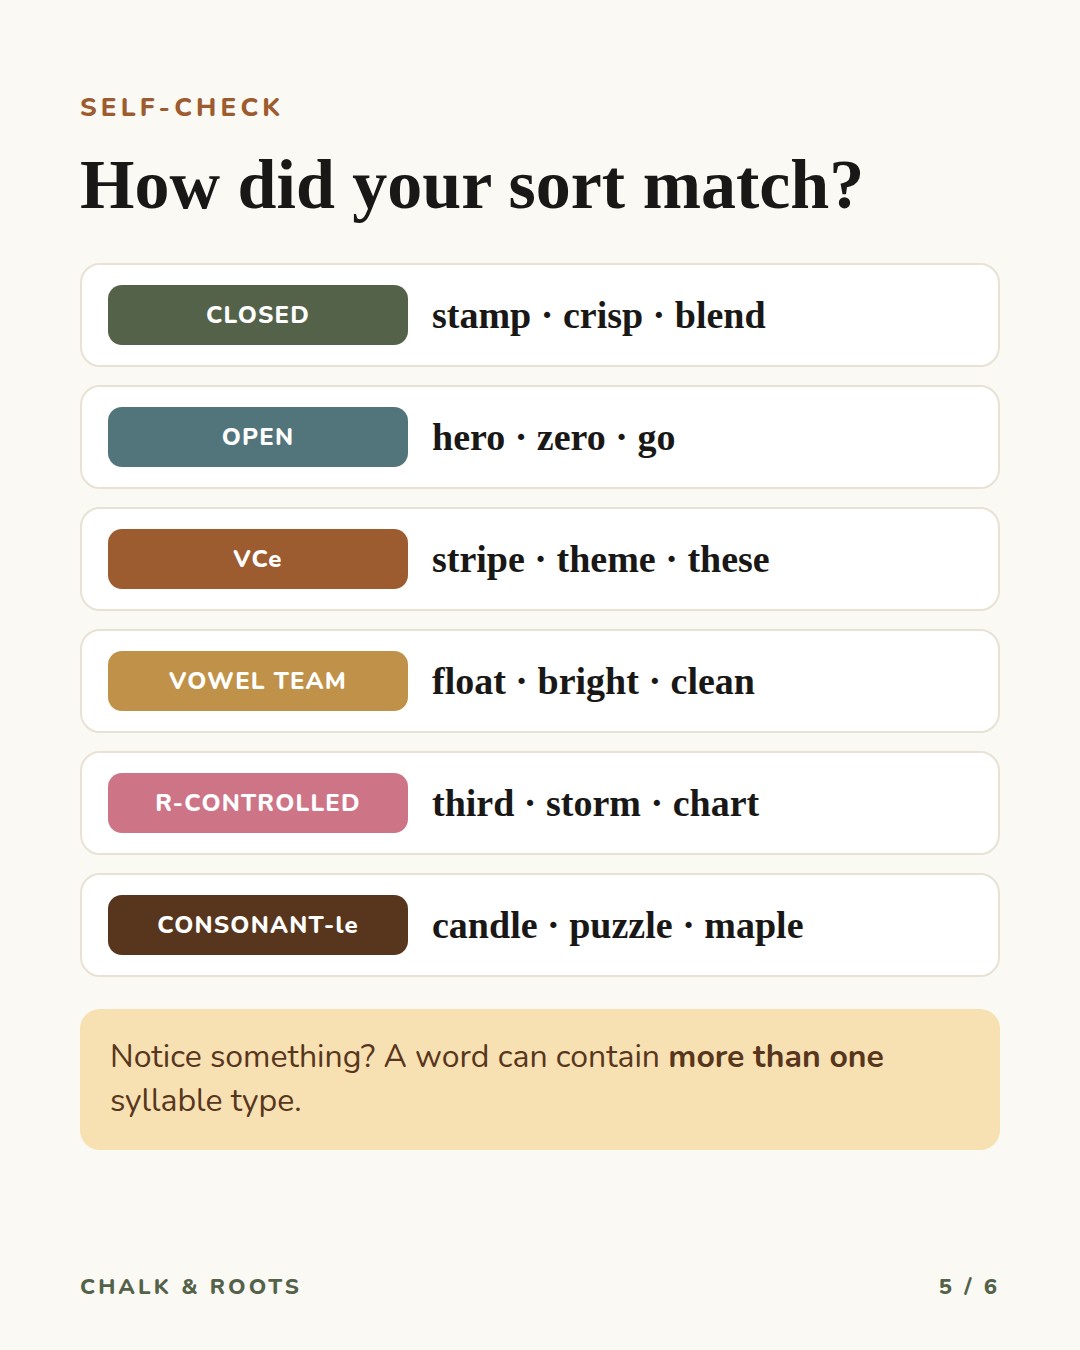 SELF-CHECK
How did your sort match?
CLOSED
stamp · crisp · blend
OPEN
hero · zero · go
VCe
stripe · theme · these
VOWEL TEAM
float · bright · clean
R-CONTROLLED
third · storm · chart
CONSONANT-le
candle · puzzle · maple
Notice something? A word can contain more than one
syllable type.
CHALK & ROOTS
5 / 6